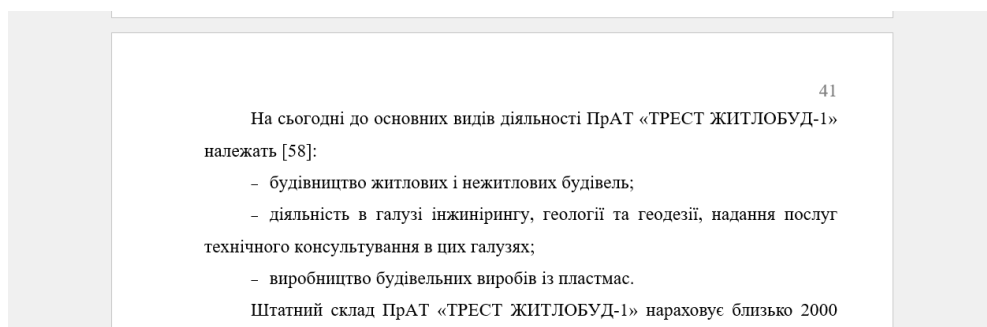 41
На сьогодні до основних видів діяльності ПрАТ «ТРЕСТ ЖИТЛОБУД-1»
належать [58]:
– будівництво житлових і нежитлових будівель;
– діяльність в галузі інжинірингу, геології та геодезії, надання послуг
технічного консультування в цих галузях;
– виробництво будівельних виробів із пластмас.
Штатний склад ПрАТ «ТРЕСТ ЖИТЛОБУД-1» нараховує близько 2000